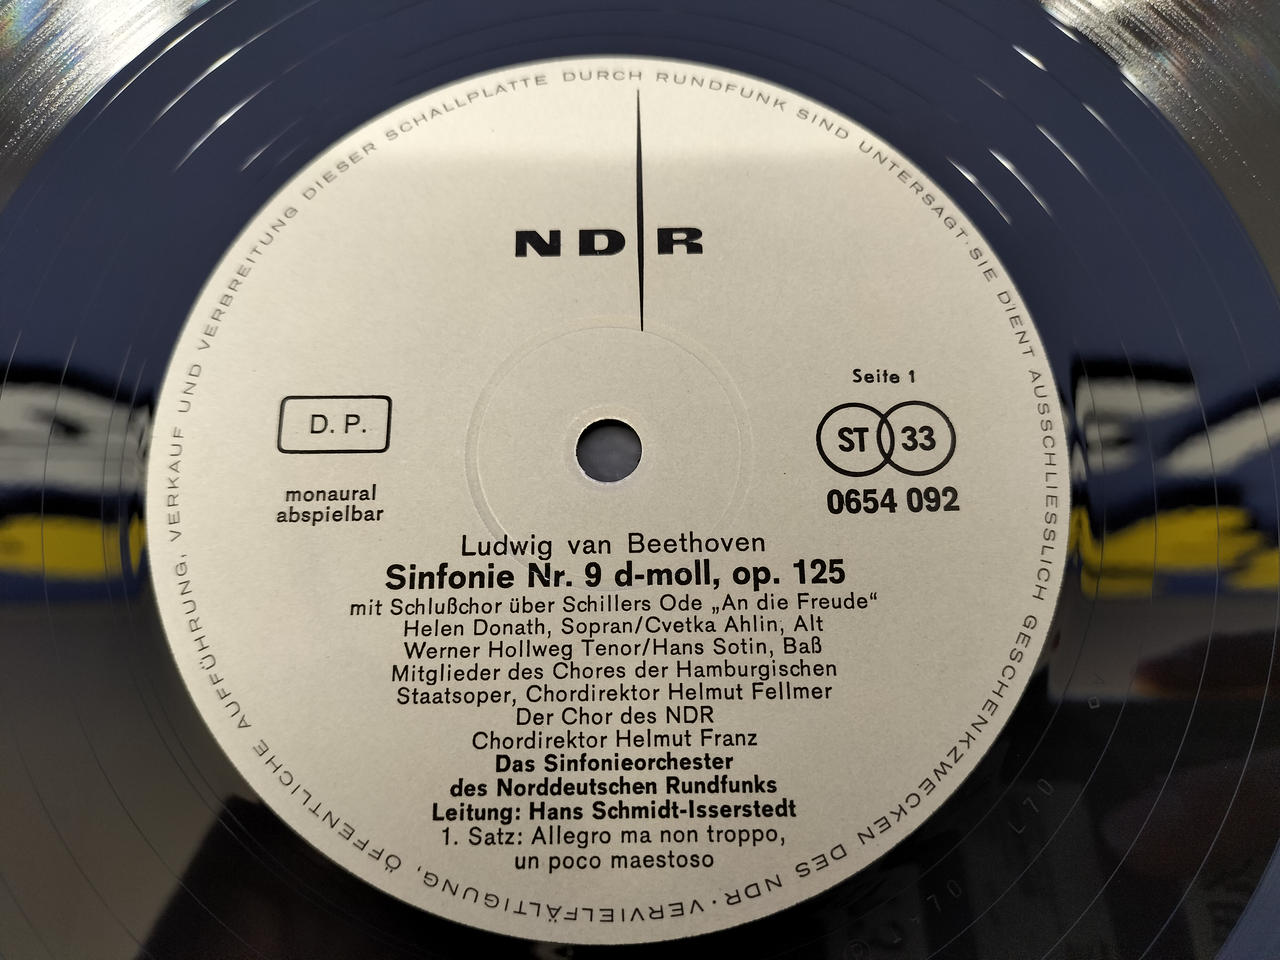 VERVIELFÄLTIGUNG, ÖFFENTLICHE AUFFÜHRUNG, VERKAUF UND VERBREITUNG DIESER SCHALLPLATTE DURCH RUNDFUNK SIND UNTERSAGT · SIE DIENT AUSSCHLIESSLICH GESCHENKZWECKEN DES NDR ·
NDR
Seite 1
D. P.
ST 33
monaural
abspielbar
0654 092
Ludwig van Beethoven
Sinfonie Nr. 9 d-moll, op. 125
mit Schlußchor über Schillers Ode „An die Freude“
Helen Donath, Sopran/Cvetka Ahlin, Alt
Werner Hollweg Tenor/Hans Sotin, Baß
Mitglieder des Chores der Hamburgischen
Staatsoper, Chordirektor Helmut Fellmer
Der Chor des NDR
Chordirektor Helmut Franz
Das Sinfonieorchester
des Norddeutschen Rundfunks
Leitung: Hans Schmidt-Isserstedt
1. Satz: Allegro ma non troppo,
un poco maestoso